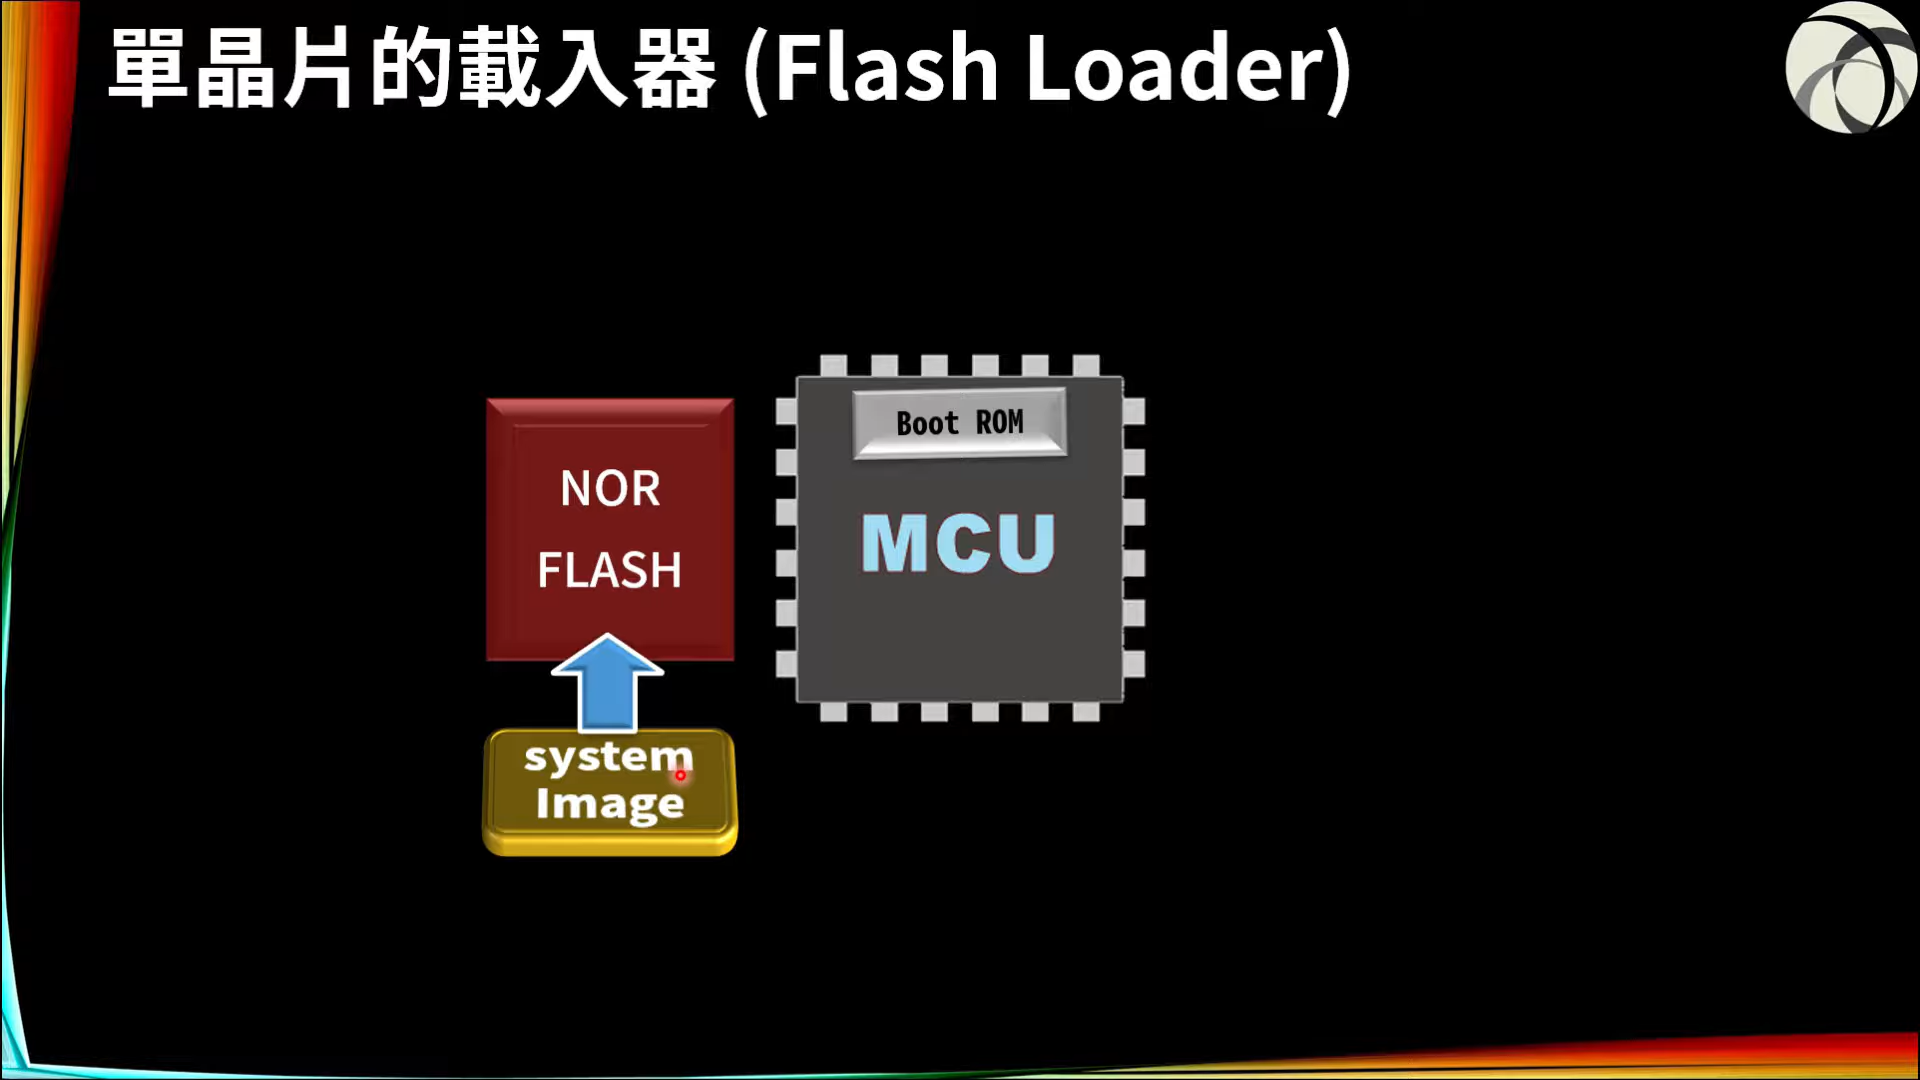 單晶片的載入器 (Flash Loader)
Boot ROM
NOR
FLASH
MCU
system
Image